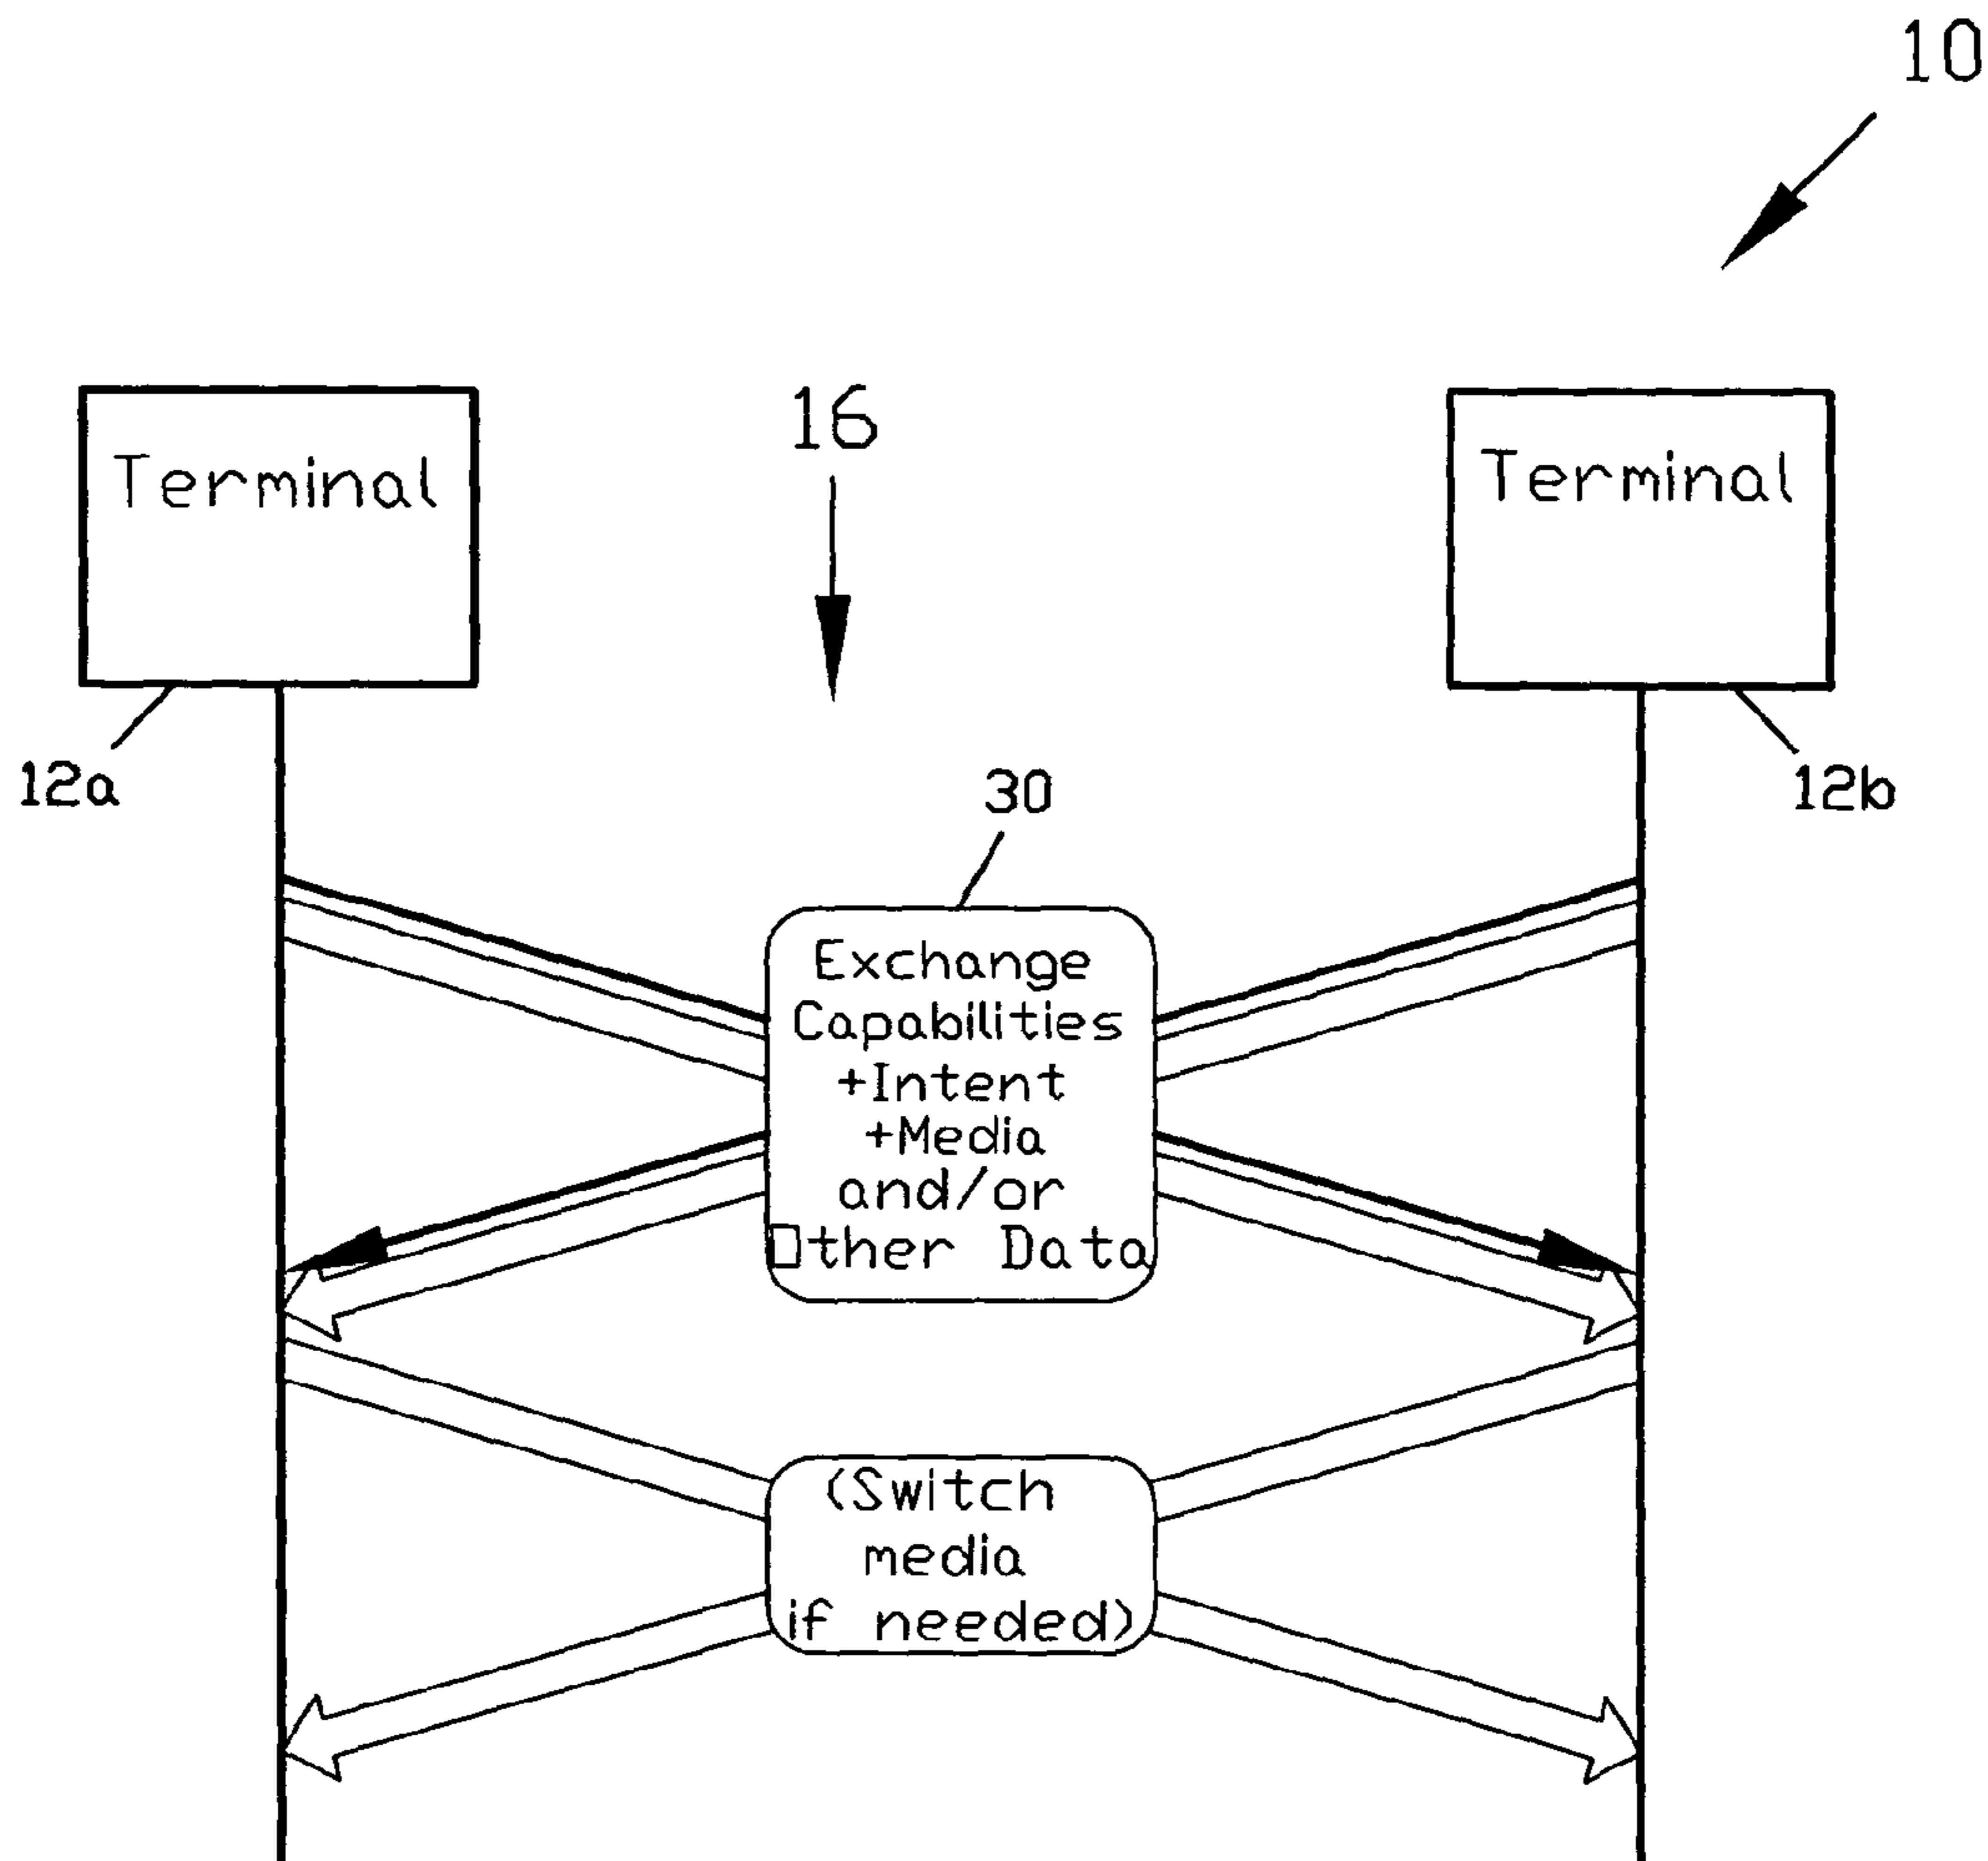 10
Terminal
16
Terminal
12a
30
12b
Exchange
Capabilities
+Intent
+Media
and/or
Other Data
(Switch
media
if needed)